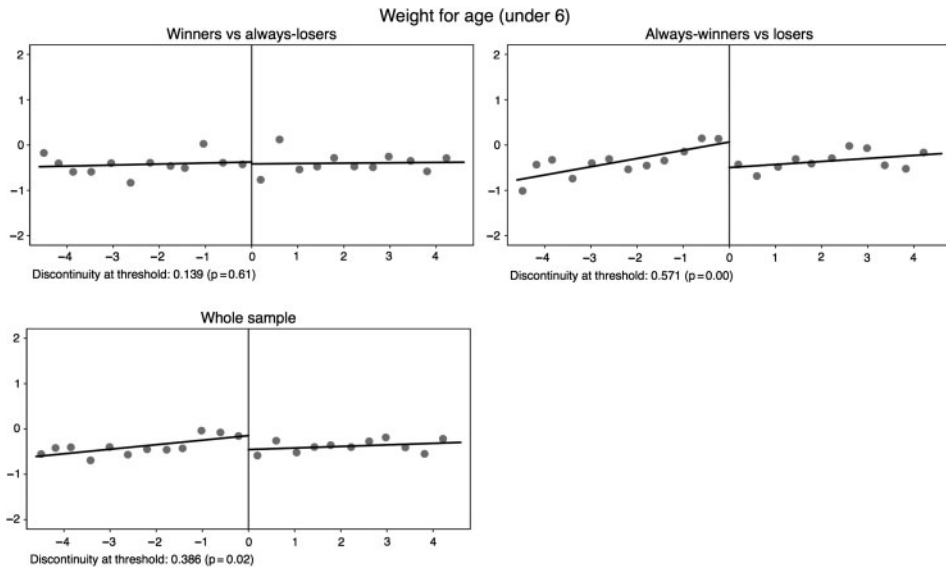 Weight for age (under 6)
Winners vs always-losers
2
1
0
−1
−2
−4 −3 −2 −1 0 1 2 3 4
Discontinuity at threshold: 0.139 (p=0.61)
Always-winners vs losers
2
1
0
−1
−2
−4 −3 −2 −1 0 1 2 3 4
Discontinuity at threshold: 0.571 (p=0.00)
Whole sample
2
1
0
−1
−2
−4 −3 −2 −1 0 1 2 3 4
Discontinuity at threshold: 0.386 (p=0.02)